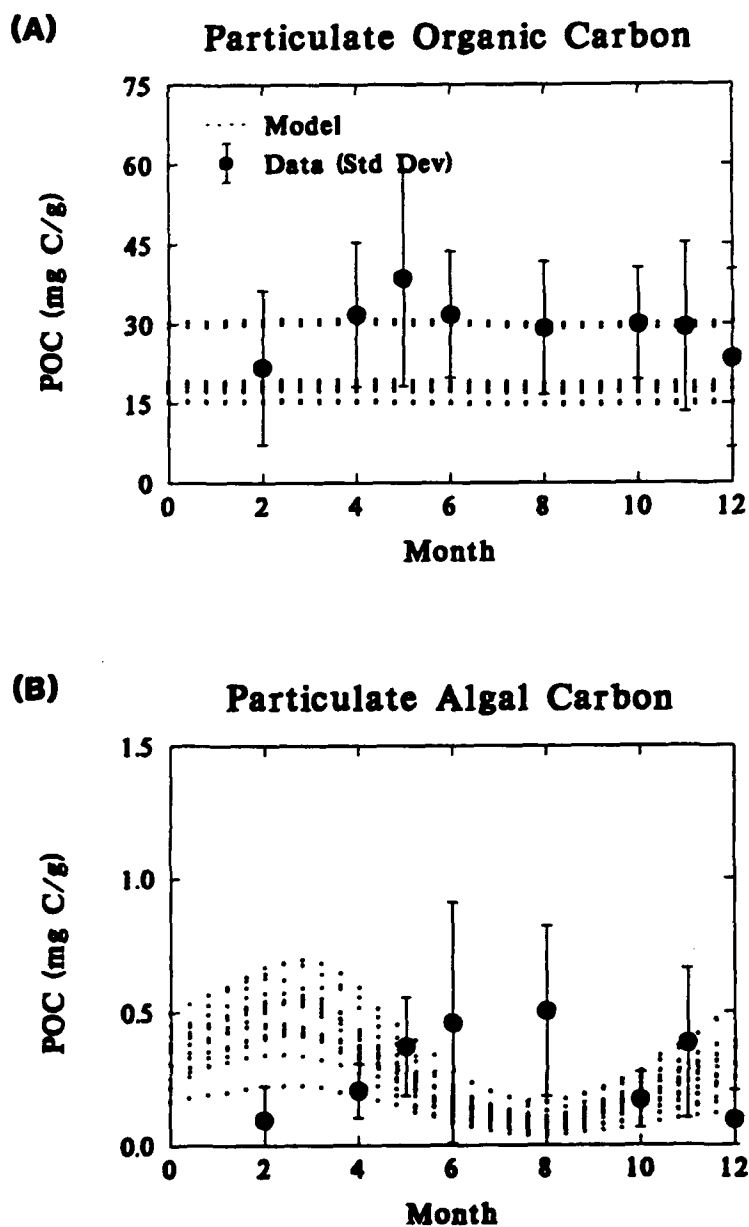 (A)
Particulate Organic Carbon
75
60
45
30
15
0
POC (mg C/g)
Model
Data (Std Dev)
0 2 4 6 8 10 12
Month
(B)
Particulate Algal Carbon
1.5
1.0
0.5
0.0
POC (mg C/g)
0 2 4 6 8 10 12
Month